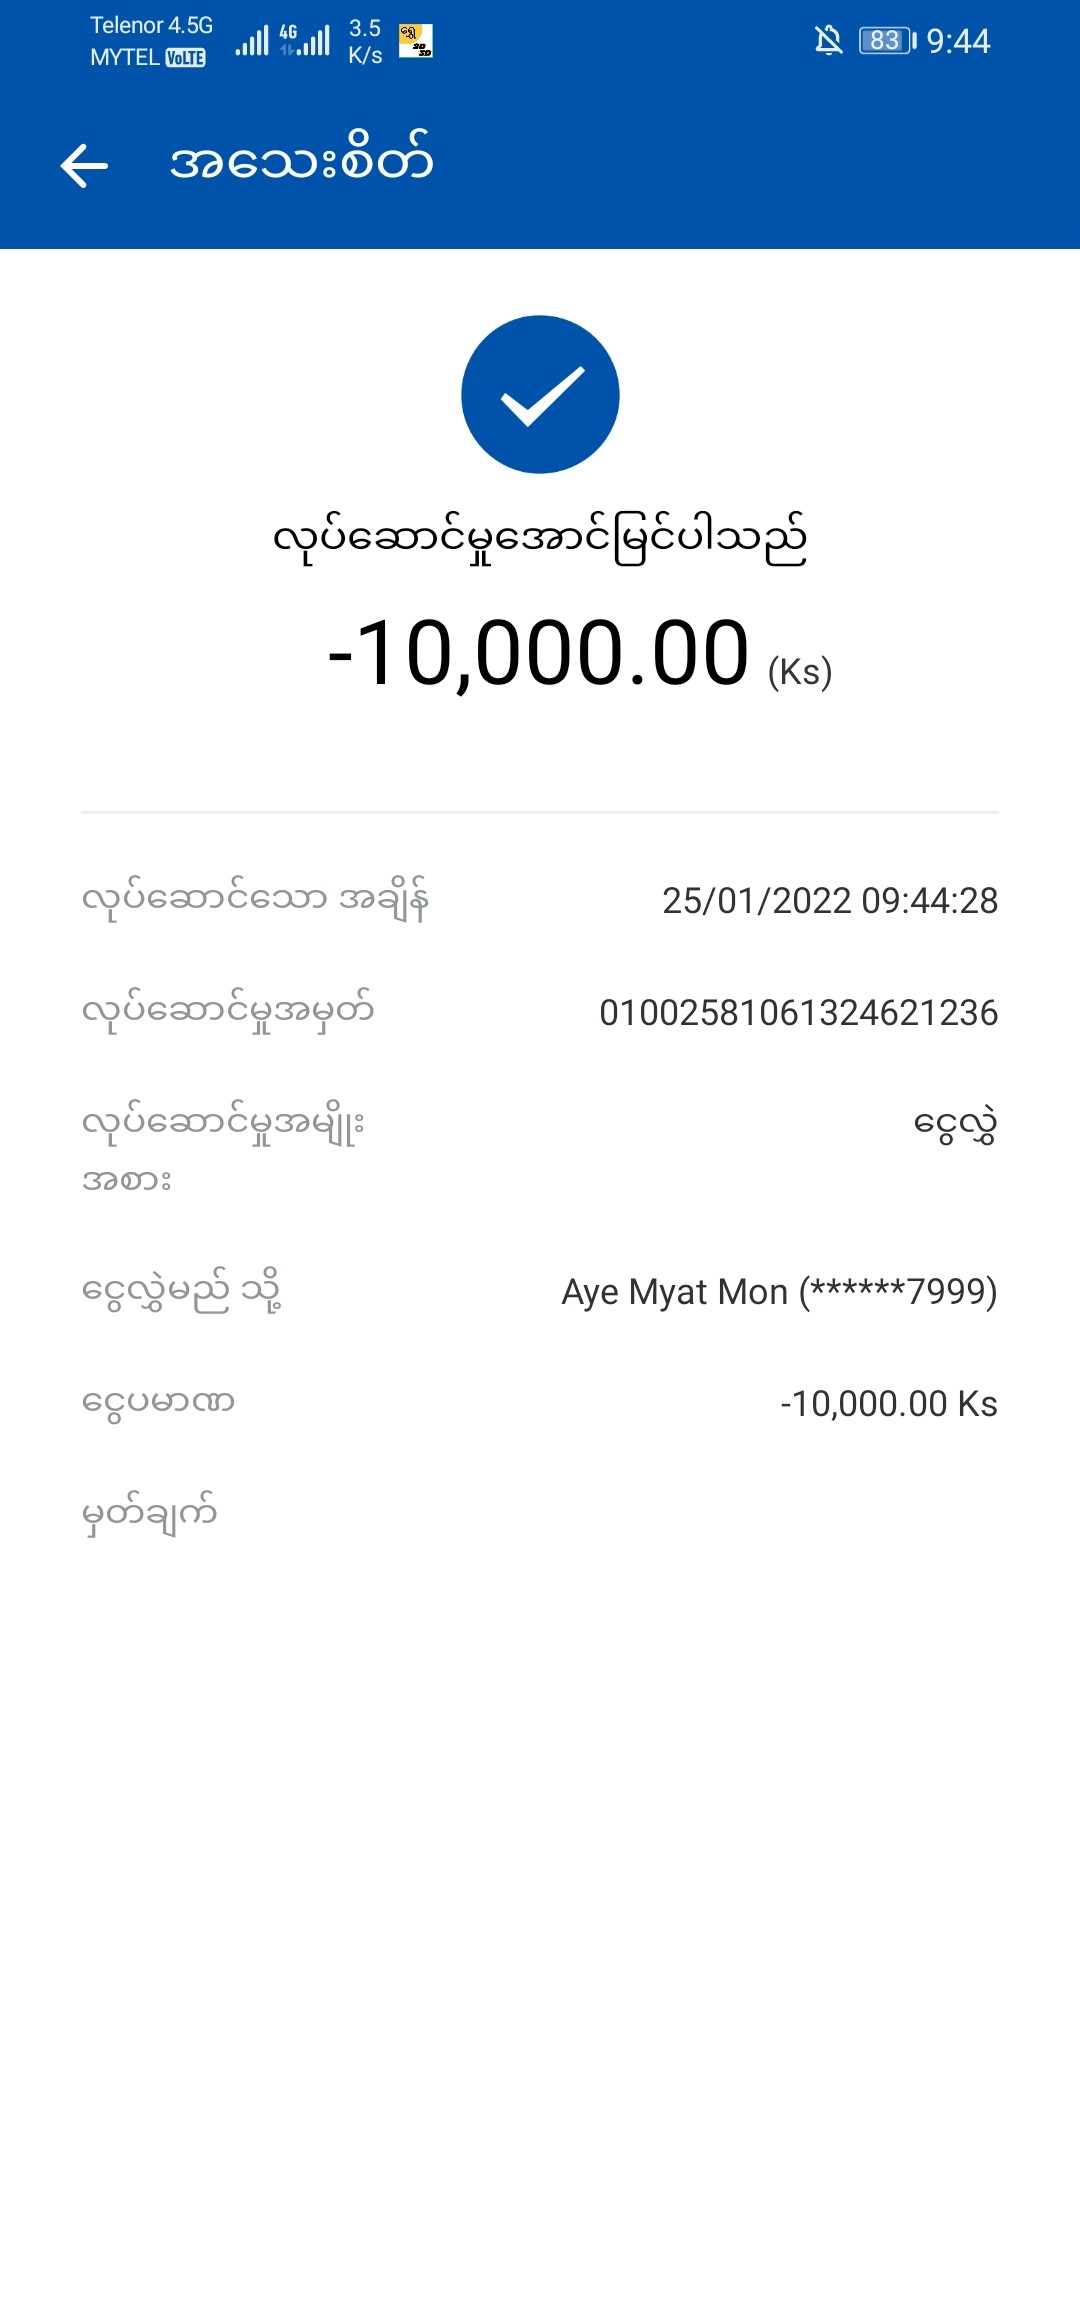 Telenor 4.5G
MYTEL VoLTE
4G
3.5
K/s
ရွှေ
2D
3D
83
9:44
အသေးစိတ်
လုပ်ဆောင်မှုအောင်မြင်ပါသည်
-10,000.00 (Ks)
လုပ်ဆောင်သော အချိန် 25/01/2022 09:44:28
လုပ်ဆောင်မှုအမှတ် 01002581061324621236
လုပ်ဆောင်မှုအမျိုး ငွေလွှဲ
အစား
ငွေလွှဲမည် သို့ Aye Myat Mon (******7999)
ငွေပမာဏ -10,000.00 Ks
မှတ်ချက်